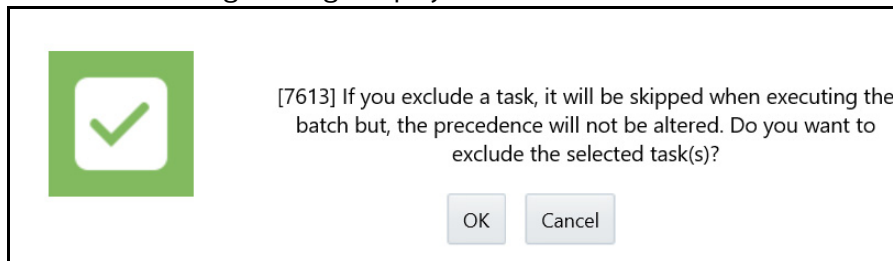 [7613] If you exclude a task, it will be skipped when executing the
batch but, the precedence will not be altered. Do you want to
exclude the selected task(s)?
OK Cancel